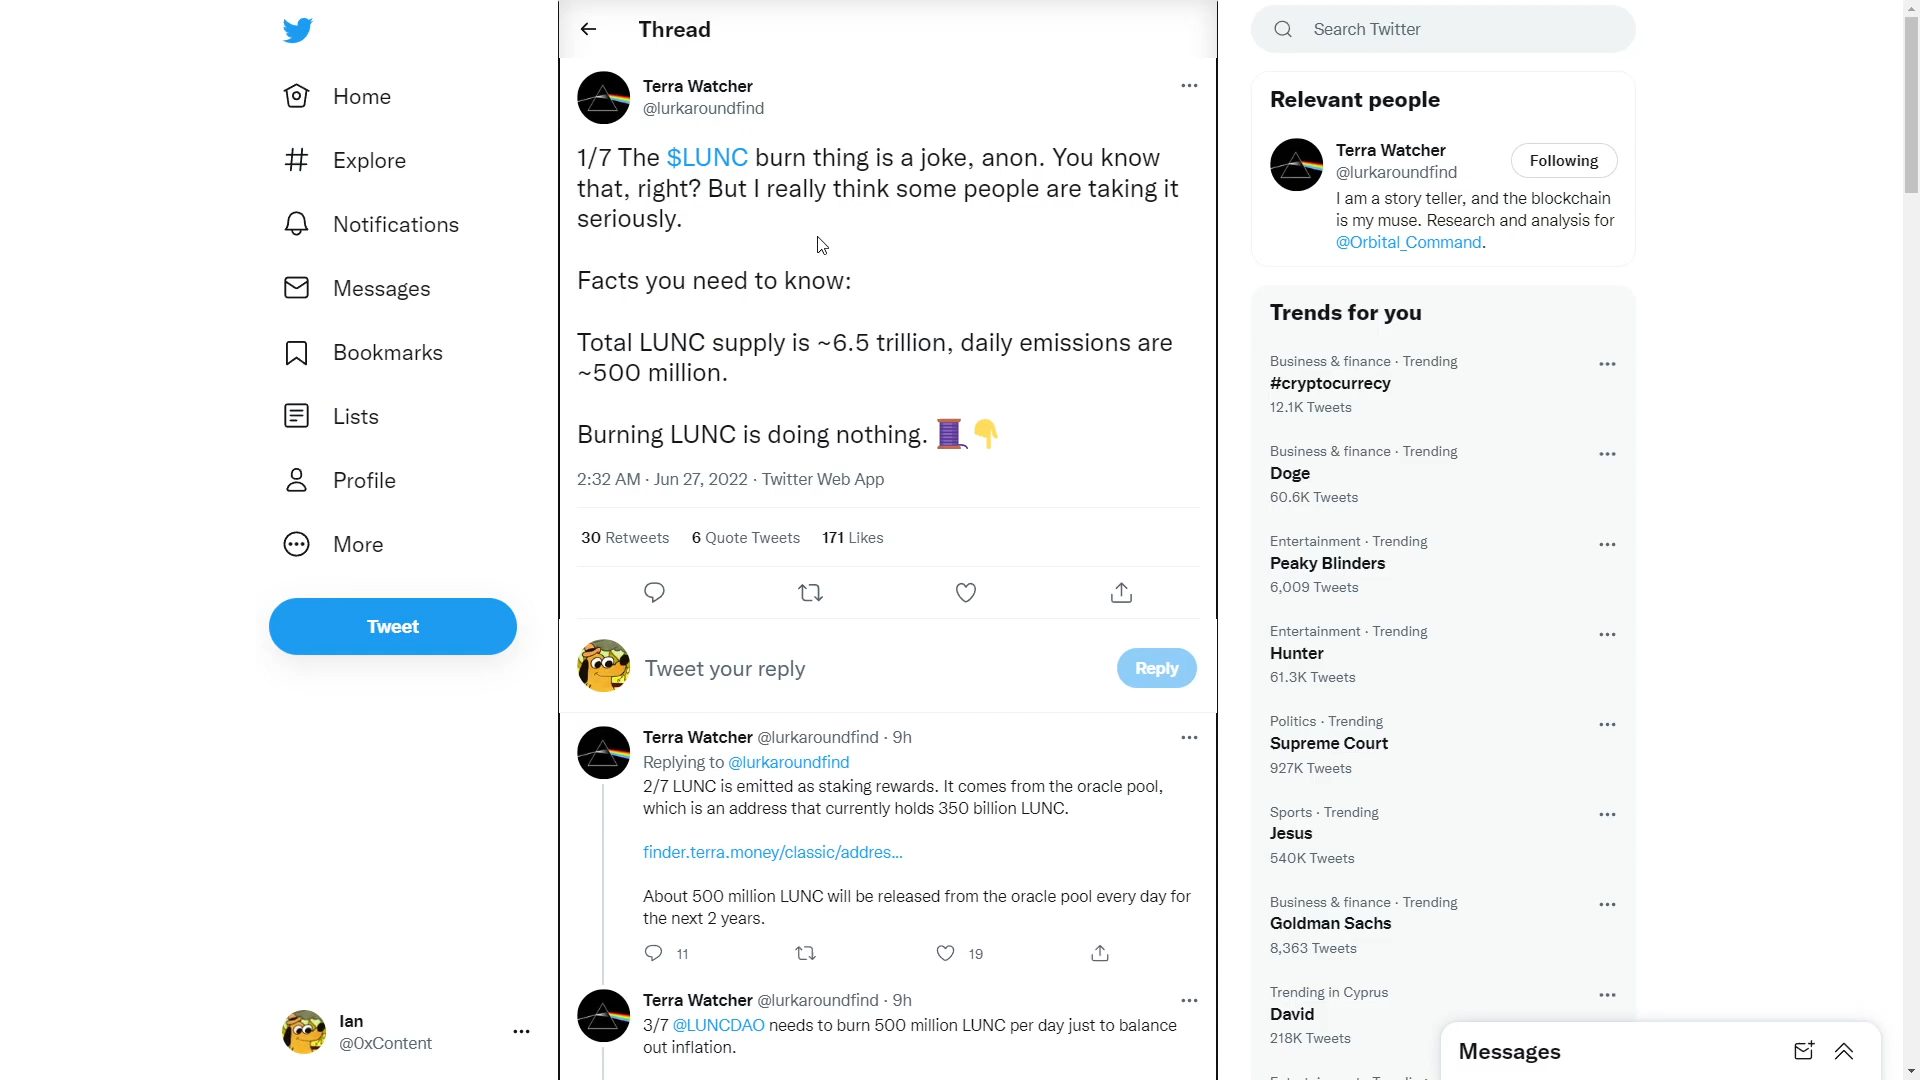 Home
Explore
Notifications
Messages
Bookmarks
Lists
Profile
More
Tweet
Ian
@0xContent
Thread
Terra Watcher
@lurkaroundfind
1/7 The $LUNC burn thing is a joke, anon. You know
that, right? But I really think some people are taking it
seriously.
Facts you need to know:
Total LUNC supply is ~6.5 trillion, daily emissions are
~500 million.
Burning LUNC is doing nothing. 🧵👇
2:32 AM · Jun 27, 2022 · Twitter Web App
30 Retweets 6 Quote Tweets 171 Likes
Tweet your reply
Reply
Terra Watcher @lurkaroundfind · 9h
Replying to @lurkaroundfind
2/7 LUNC is emitted as staking rewards. It comes from the oracle pool,
which is an address that currently holds 350 billion LUNC.
finder.terra.money/classic/addres...
About 500 million LUNC will be released from the oracle pool every day for
the next 2 years.
11 19
Terra Watcher @lurkaroundfind · 9h
3/7 @LUNCDAO needs to burn 500 million LUNC per day just to balance
out inflation.
Search Twitter
Relevant people
Terra Watcher
@lurkaroundfind
Following
I am a story teller, and the blockchain
is my muse. Research and analysis for
@Orbital_Command.
Trends for you
Business & finance · Trending
#cryptocurrecy
12.1K Tweets
Business & finance · Trending
Doge
60.6K Tweets
Entertainment · Trending
Peaky Blinders
6,009 Tweets
Entertainment · Trending
Hunter
61.3K Tweets
Politics · Trending
Supreme Court
927K Tweets
Sports · Trending
Jesus
540K Tweets
Business & finance · Trending
Goldman Sachs
8,363 Tweets
Trending in Cyprus
David
218K Tweets
Messages